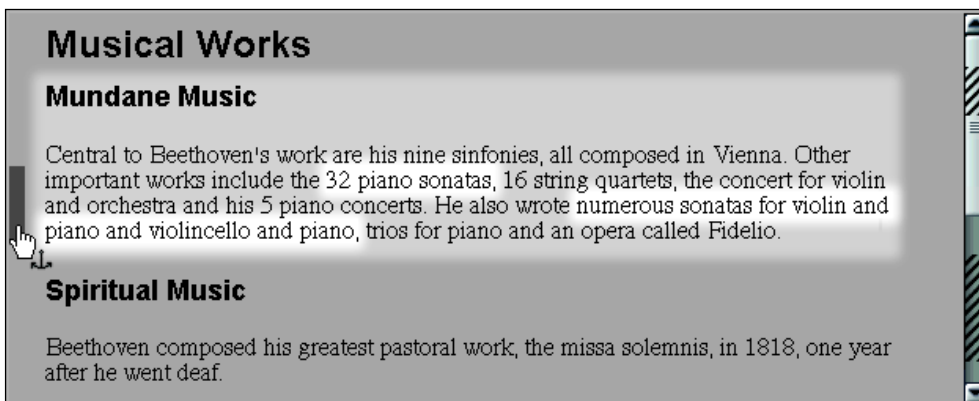 Musical Works
Mundane Music
Central to Beethoven's work are his nine sinfonies, all composed in Vienna. Other
important works include the 32 piano sonatas, 16 string quartets, the concert for violin
and orchestra and his 5 piano concerts. He also wrote numerous sonatas for violin and
piano and violincello and piano, trios for piano and an opera called Fidelio.
Spiritual Music
Beethoven composed his greatest pastoral work, the missa solemnis, in 1818, one year
after he went deaf.